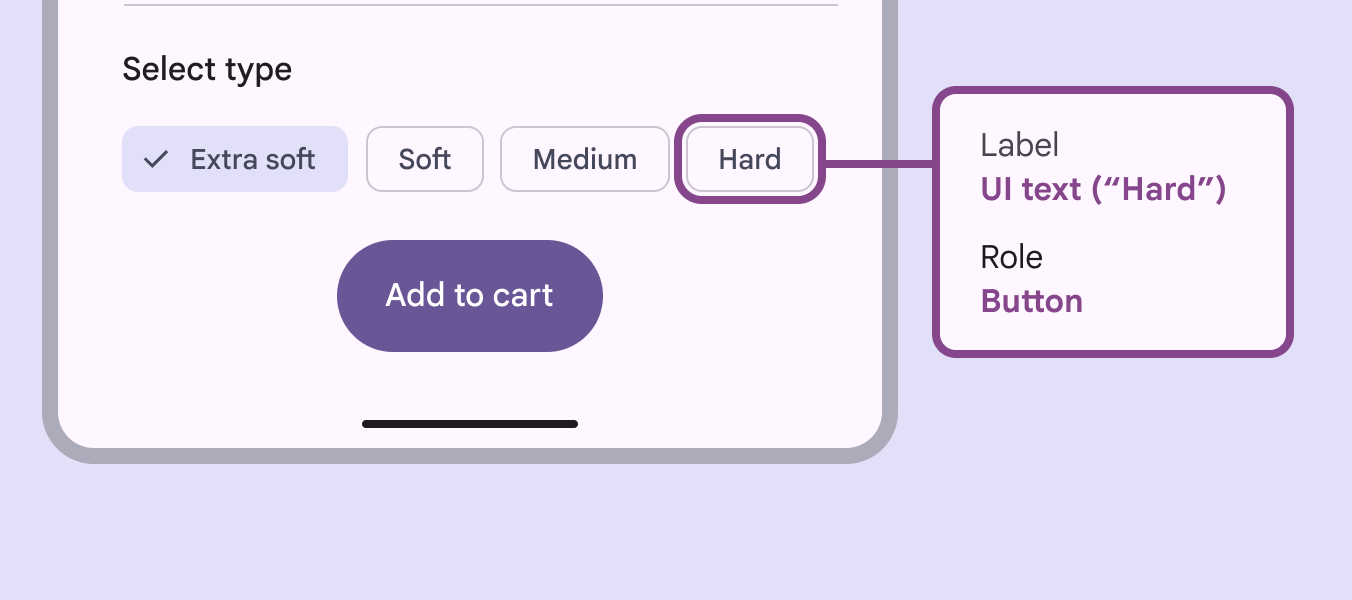 Select type
Extra soft Soft Medium Hard
Add to cart
Label
UI text (“Hard”)
Role
Button